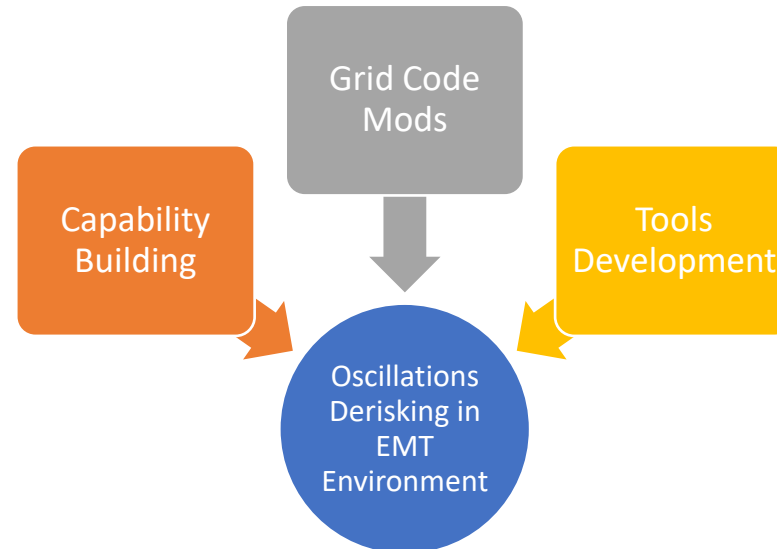 Grid Code
Mods
Capability
Building
Tools
Development
Oscillations
Derisking in
EMT
Environment